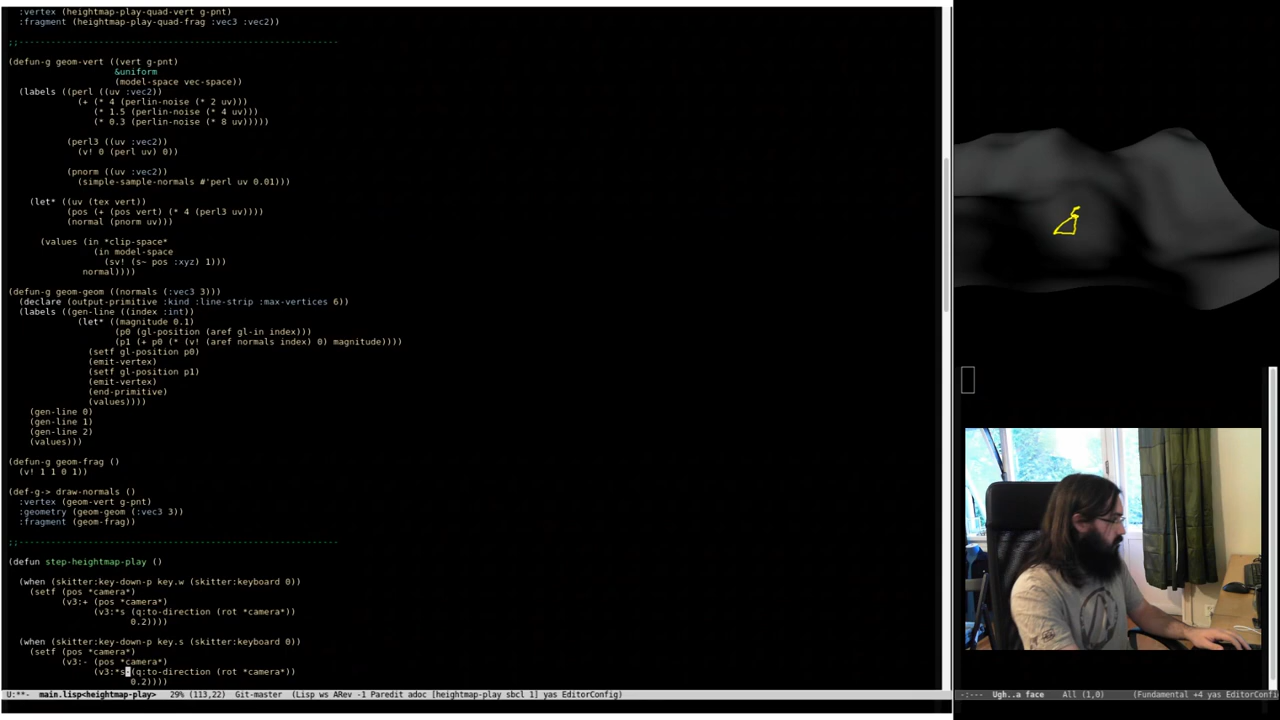 :vertex (heightmap-play-quad-vert g-pnt)
:fragment (heightmap-play-quad-frag :vec3 :vec2))
;;------------------------------------------------------------
(defun-g geom-vert ((vert g-pnt)
&uniform
(model-space vec-space))
(labels ((perl ((uv :vec2))
(+ (* 4 (perlin-noise (* 2 uv)))
(* 1.5 (perlin-noise (* 4 uv)))
(* 0.3 (perlin-noise (* 8 uv)))))
(perl3 ((uv :vec2))
(v! 0 (perl uv) 0))
(pnorm ((uv :vec2))
(simple-sample-normals #'perl uv 0.01)))
(let* ((uv (tex vert))
(pos (+ (pos vert) (* 4 (perl3 uv))))
(normal (pnorm uv)))
(values (in *clip-space*
(in model-space
(sv! (s~ pos :xyz) 1)))
normal))))
(defun-g geom-geom ((normals (:vec3 3)))
(declare (output-primitive :kind :line-strip :max-vertices 6))
(labels ((gen-line ((index :int))
(let* ((magnitude 0.1)
(p0 (gl-position (aref gl-in index)))
(p1 (+ p0 (* (v! (aref normals index) 0) magnitude))))
(setf gl-position p0)
(emit-vertex)
(setf gl-position p1)
(emit-vertex)
(end-primitive)
(values))))
(gen-line 0)
(gen-line 1)
(gen-line 2)
(values)))
(defun-g geom-frag ()
(v! 1 1 0 1))
(def-g-> draw-normals ()
:vertex (geom-vert g-pnt)
:geometry (geom-geom (:vec3 3))
:fragment (geom-frag))
;;------------------------------------------------------------
(defun step-heightmap-play ()
(when (skitter:key-down-p key.w (skitter:keyboard 0))
(setf (pos *camera*)
(v3:+ (pos *camera*)
(v3:*s (q:to-direction (rot *camera*))
0.2))))
(when (skitter:key-down-p key.s (skitter:keyboard 0))
(setf (pos *camera*)
(v3:- (pos *camera*)
(v3:*s (q:to-direction (rot *camera*))
0.2))))
U:**- main.lisp<heightmap-play> 29% (113,22) Git-master (Lisp ws ARev -1 Paredit adoc [heightmap-play sbcl 1] yas EditorConfig)
-:--- Ugh..a face All (1,0) (Fundamental +4 yas EditorConfi